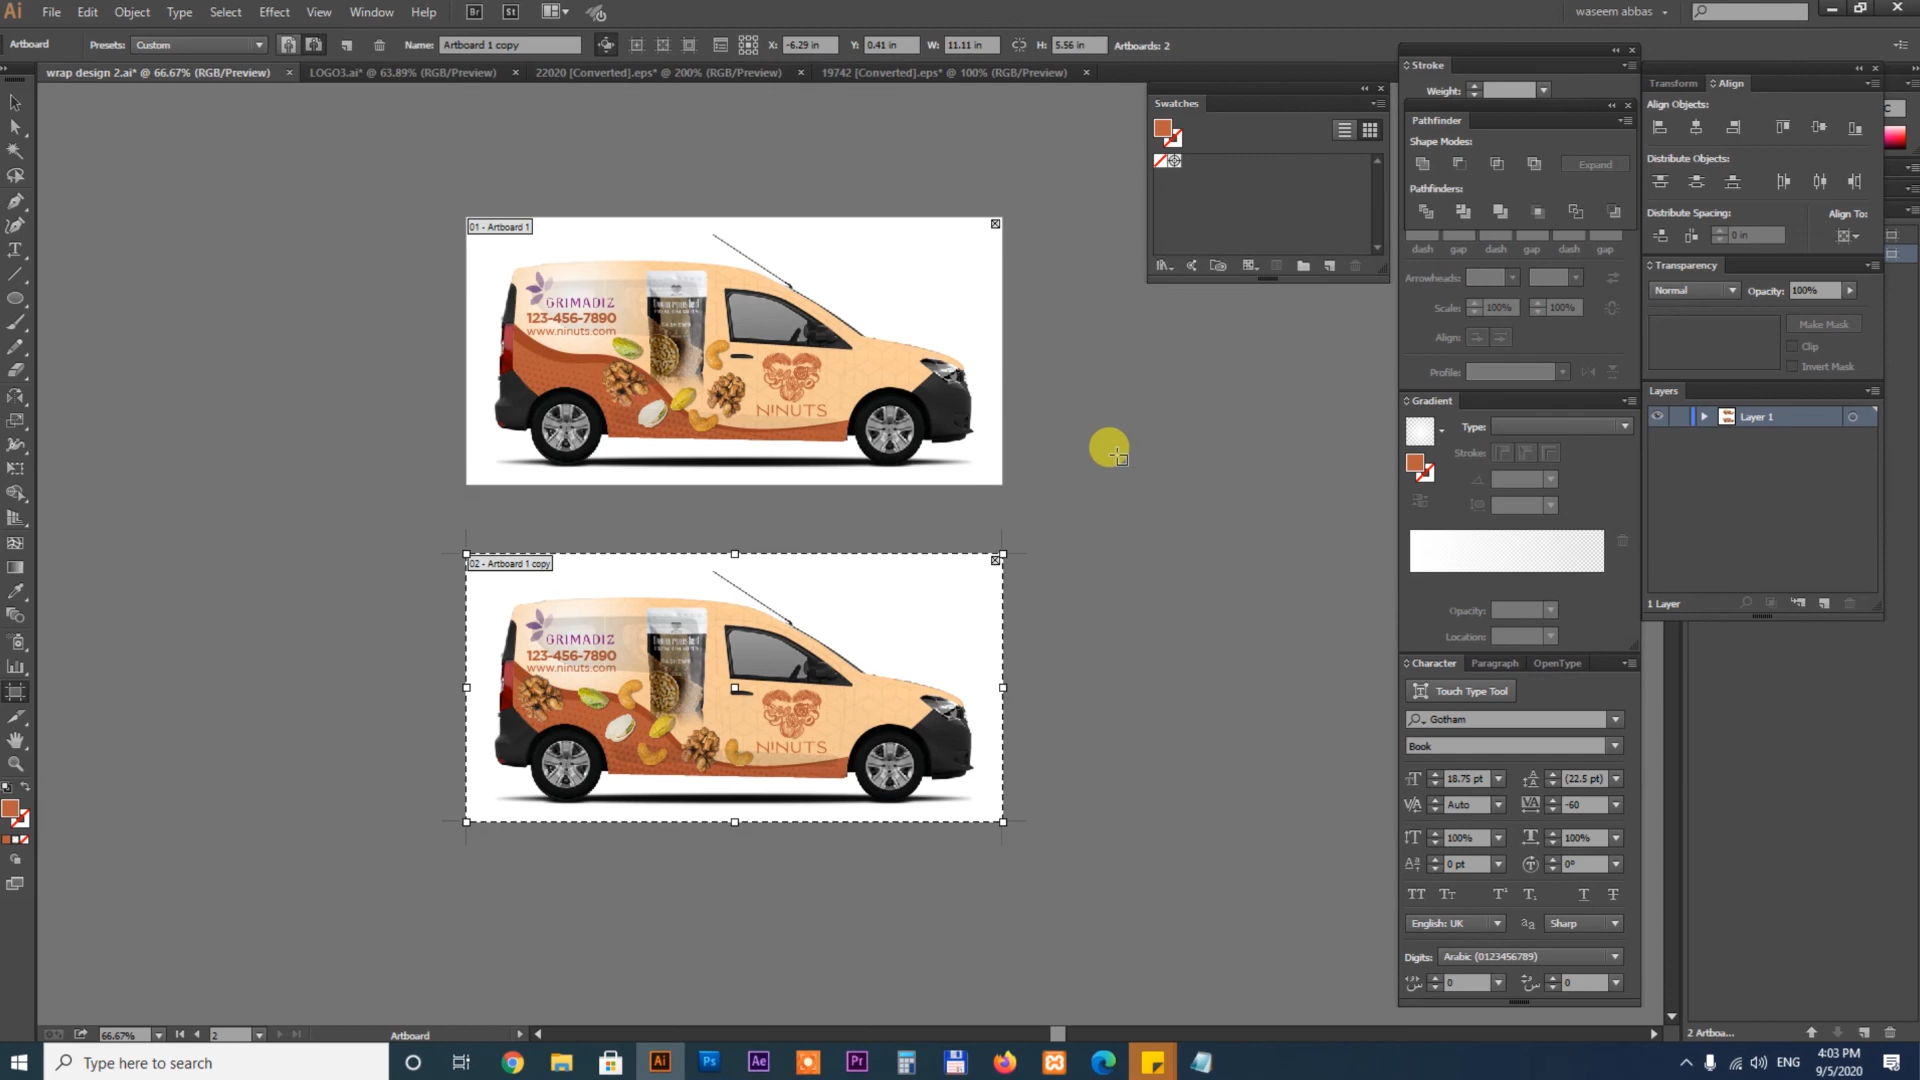 Ai File Edit Object Type Select Effect View Window Help Br St waseem abbas
Artboard Presets: Custom Name: Artboard 1 copy X: -6.29 in Y: 0.41 in W: 11.11 in H: 5.56 in Artboards: 2
wrap design 2.ai* @ 66.67% (RGB/Preview) LOGO3.ai* @ 63.89% (RGB/Preview) 22020 [Converted].eps* @ 200% (RGB/Preview) 19742 [Converted].eps* @ 100% (RGB/Preview)
01 - Artboard 1
GRIMADIZ
123-456-7890
www.ninuts.com
NINUTS
02 - Artboard 1 copy
GRIMADIZ
123-456-7890
www.ninuts.com
NINUTS
Swatches
Stroke
Weight:
Pathfinder
Shape Modes:
Expand
Pathfinders:
dash gap dash gap dash gap
Arrowheads:
Scale: 100% 100%
Align:
Profile:
Gradient
Type:
Stroke:
Opacity:
Location:
Character Paragraph OpenType
Touch Type Tool
Gotham
Book
18.75 pt (22.5 pt)
Auto -60
100% 100%
0 pt 0°
English: UK Sharp
Digits: Arabic (0123456789)
0 0
Transform Align
Align Objects:
Distribute Objects:
Distribute Spacing: Align To:
0 in
Transparency
Normal Opacity: 100%
Make Mask
Clip
Invert Mask
Layers
Layer 1
1 Layer
2 Artboa...
66.67% 2 Artboard
Type here to search
Ai Ps Ae Pr
ENG
4:03 PM
9/5/2020